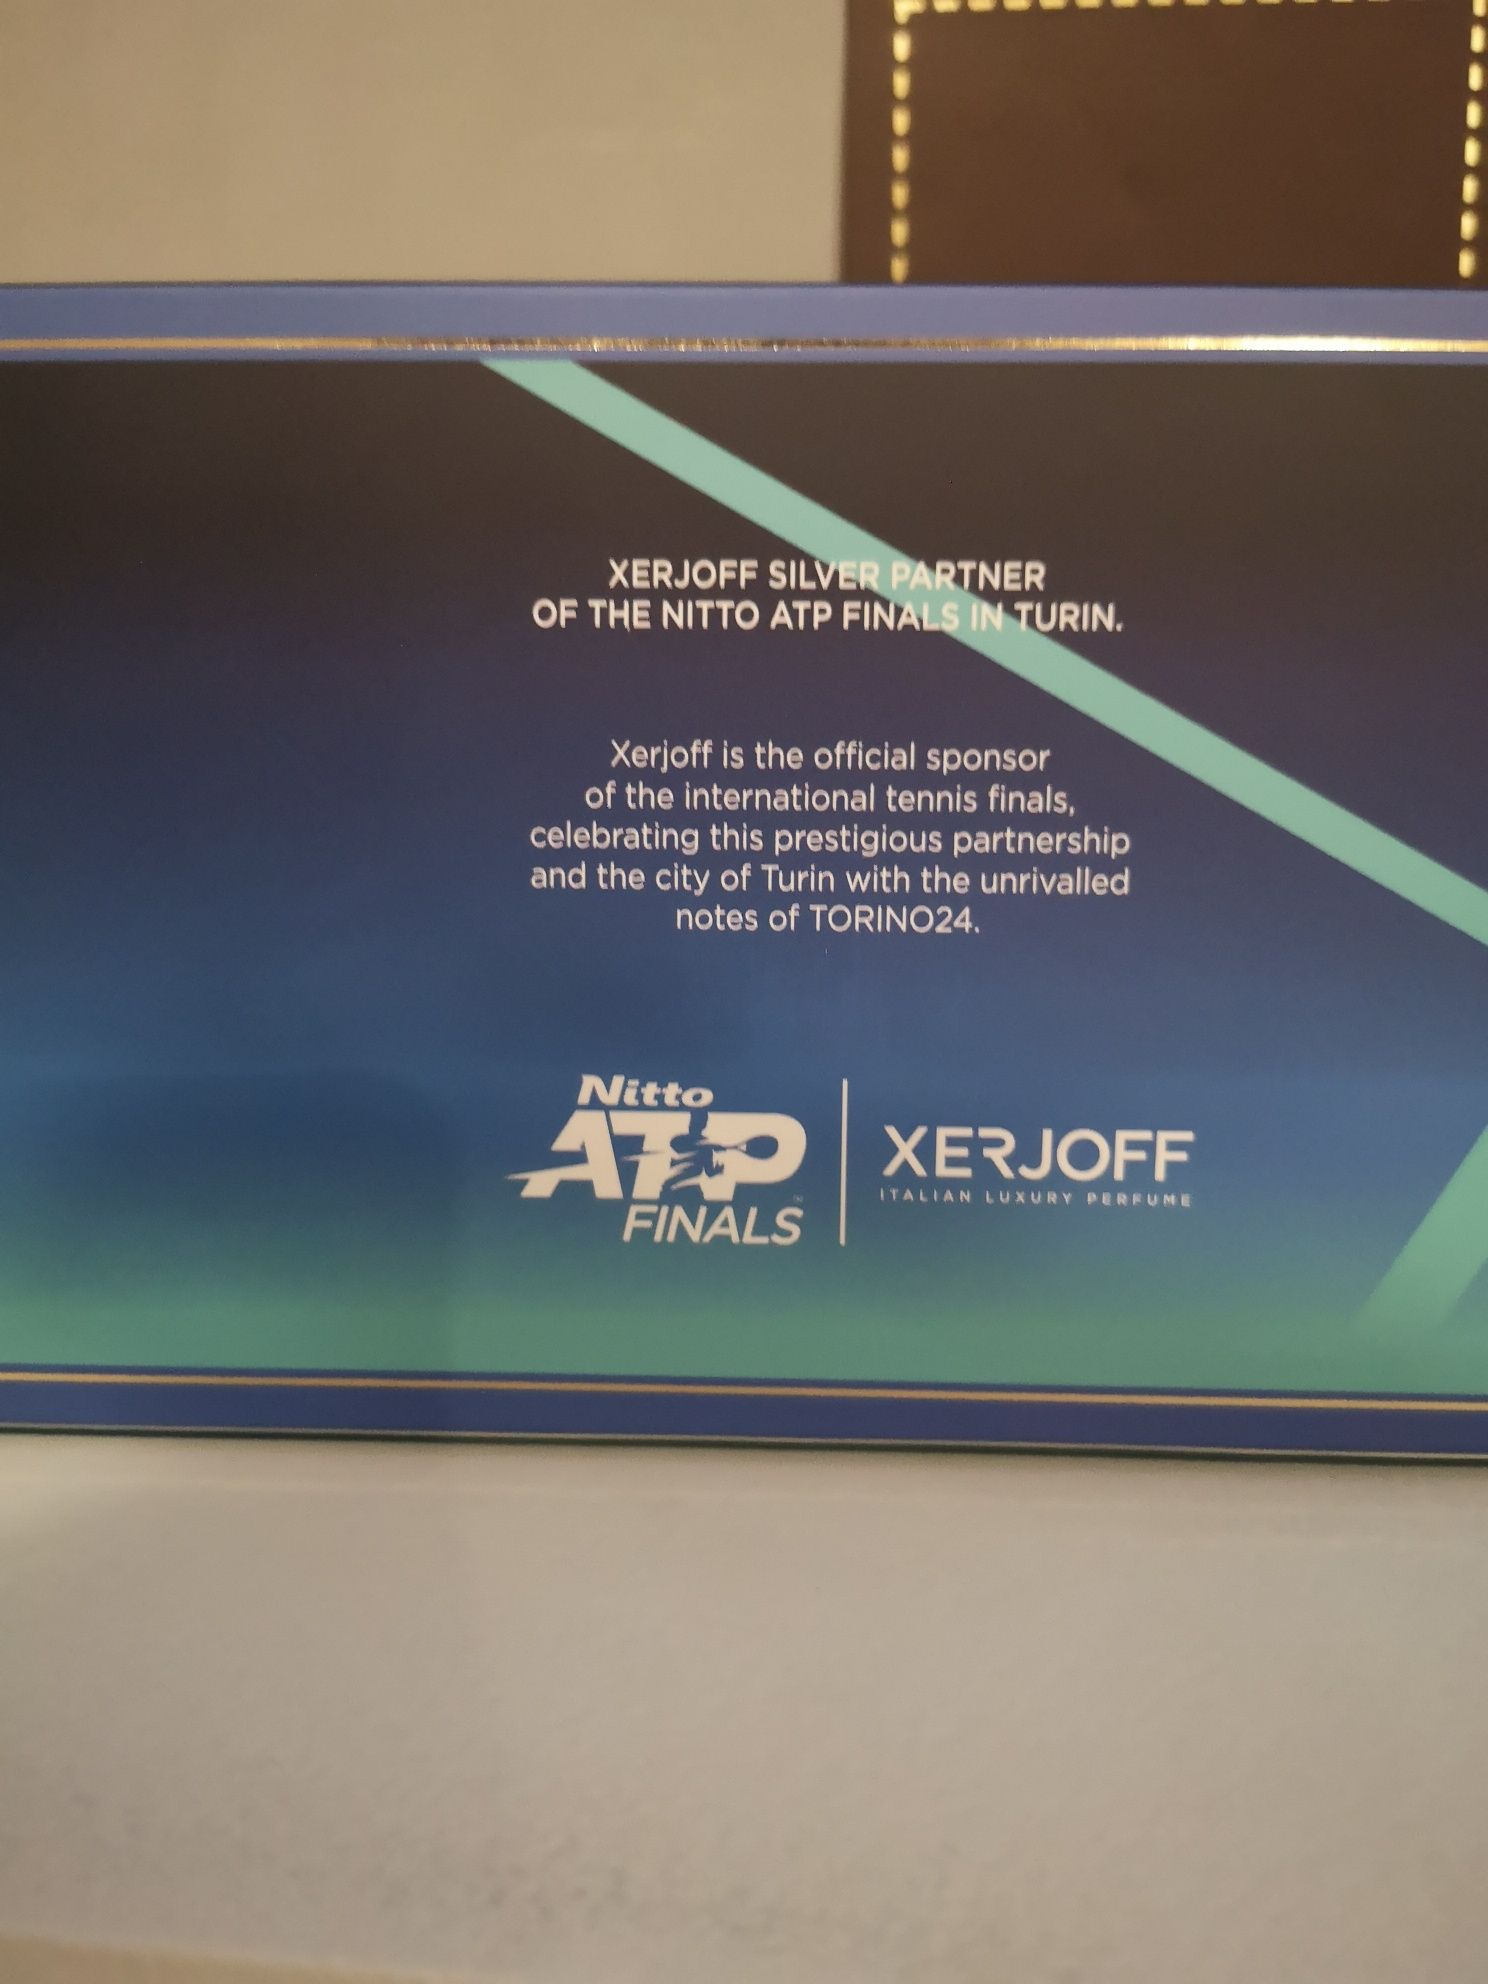 XERJOFF SILVER PARTNER
OF THE NITTO ATP FINALS IN TURIN.
Xerjoff is the official sponsor
of the international tennis finals,
celebrating this prestigious partnership
and the city of Turin with the unrivalled
notes of TORINO24.
Nitto
ATP
FINALS
XERJOFF
ITALIAN LUXURY PERFUME